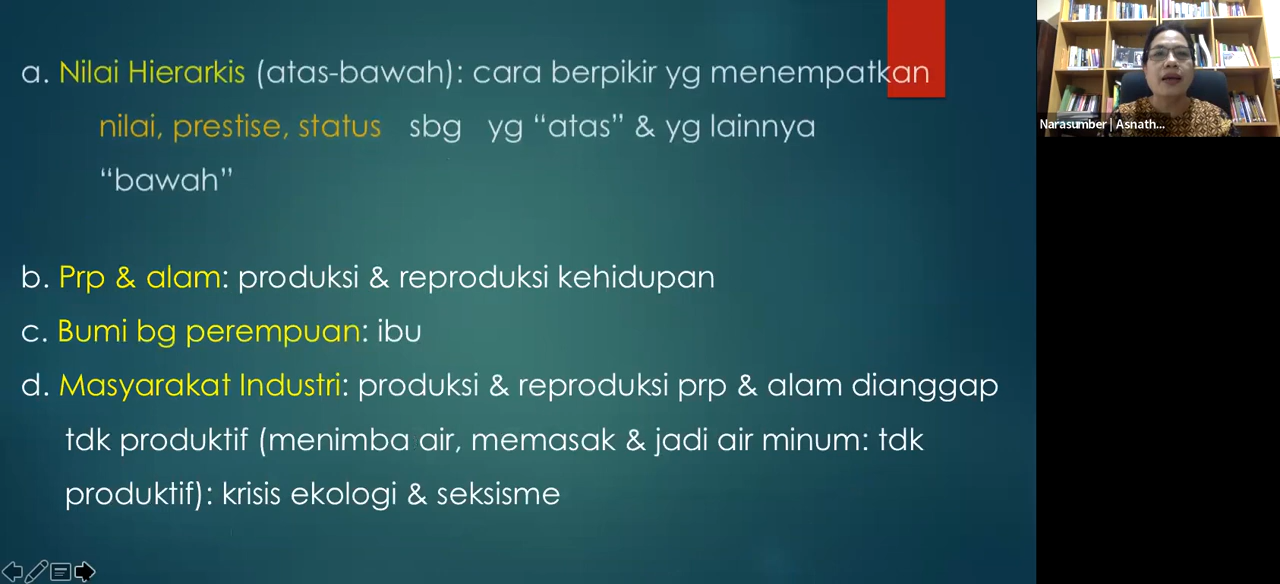 a. Nilai Hierarkis (atas-bawah): cara berpikir yg menempatkan
nilai, prestise, status sbg yg “atas” & yg lainnya
“bawah”
b. Prp & alam: produksi & reproduksi kehidupan
c. Bumi bg perempuan: ibu
d. Masyarakat Industri: produksi & reproduksi prp & alam dianggap
tdk produktif (menimba air, memasak & jadi air minum: tdk
produktif): krisis ekologi & seksisme
Narasumber | Asnath...